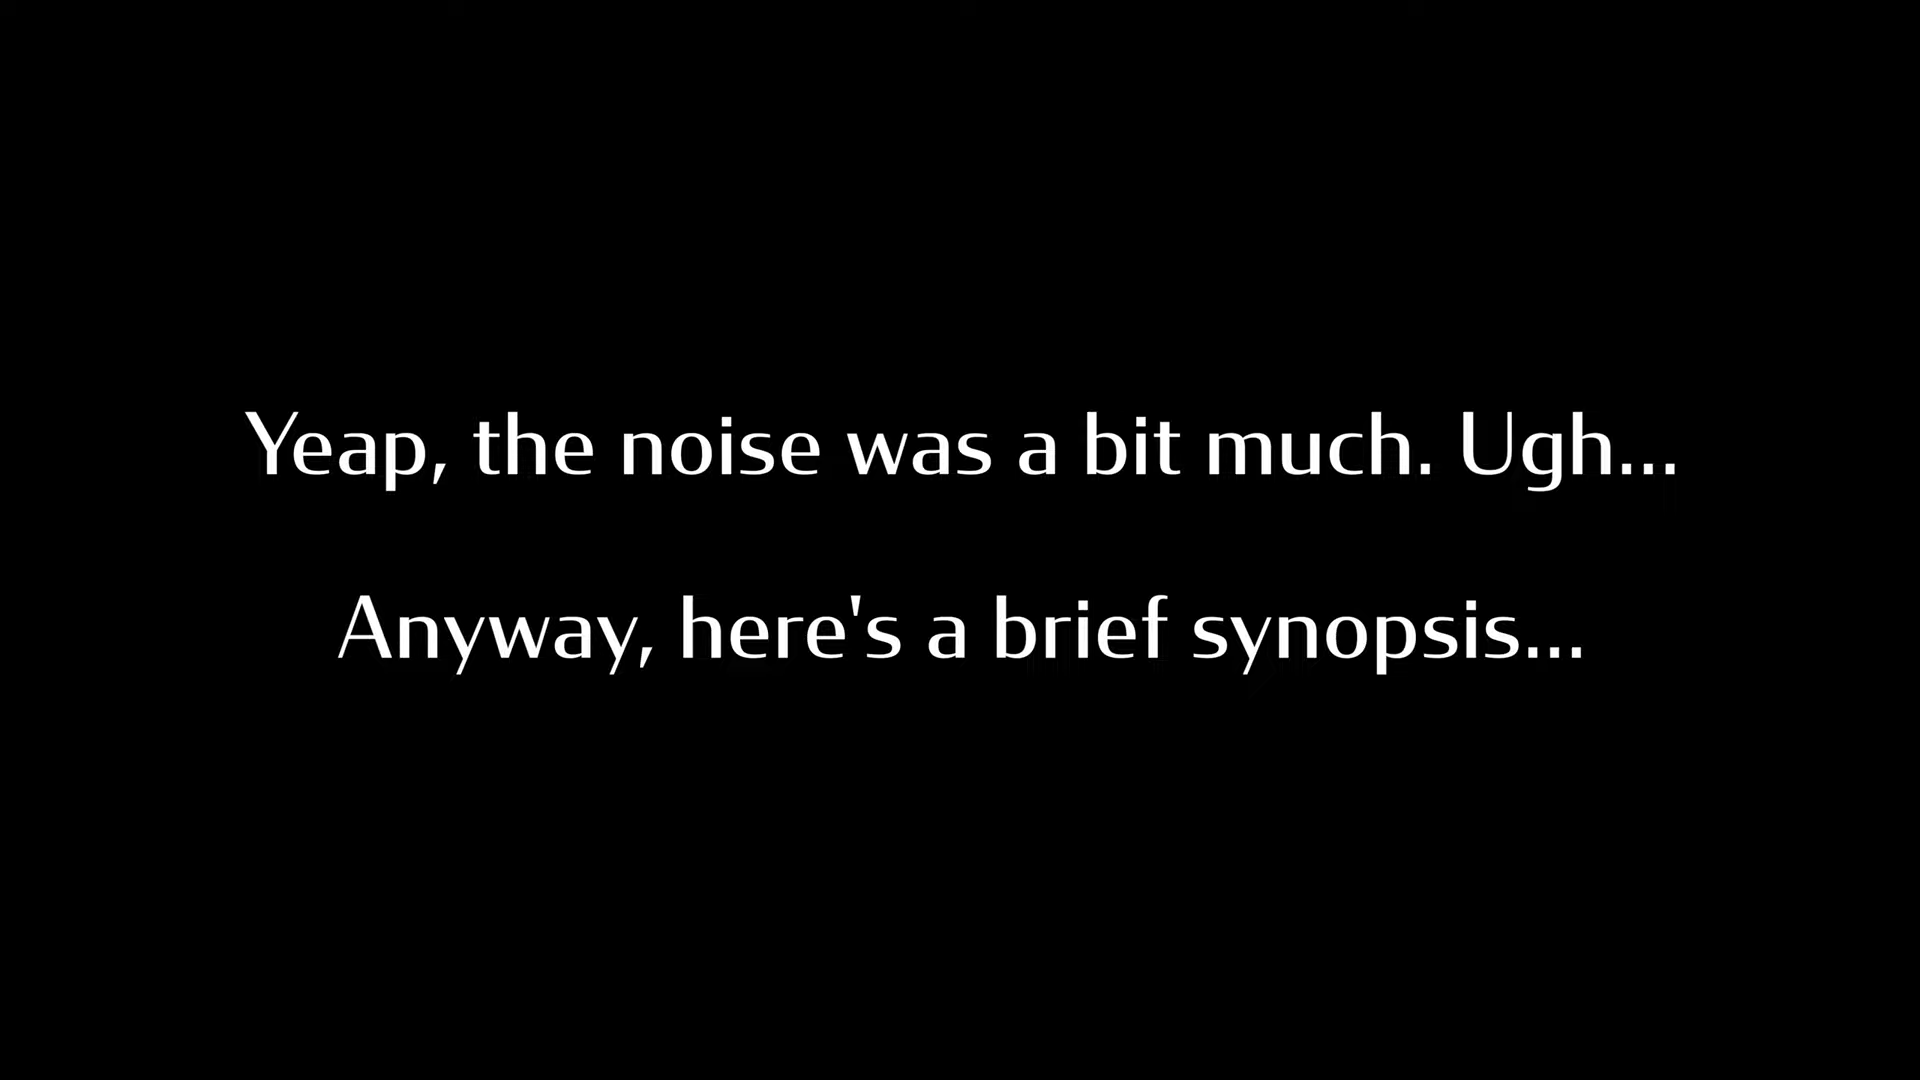 Yeap, the noise was a bit much. Ugh...
Anyway, here's a brief synopsis...